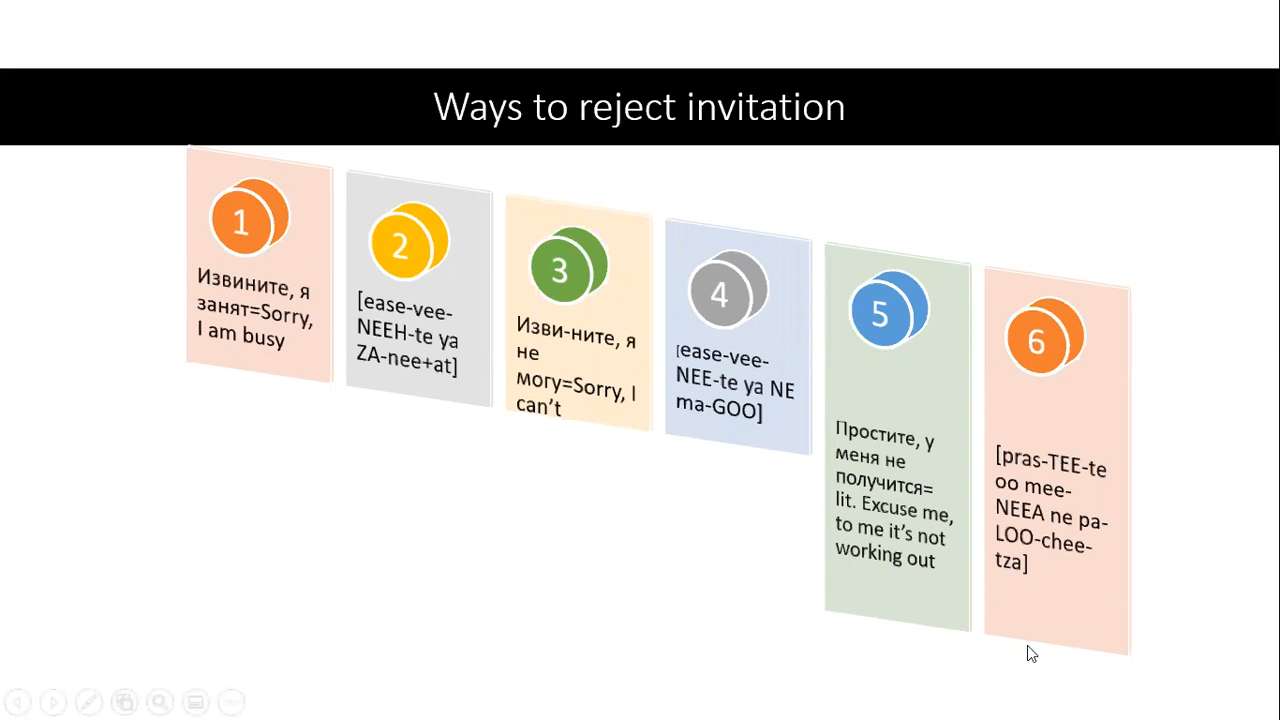 Ways to reject invitation
1
Извините, я
занят=Sorry,
I am busy
2
[ease-vee-
NEEH-te ya
ZA-nee+at]
3
Изви-ните, я
не
могу=Sorry, I
can’t
4
[ease-vee-
NEE-te ya NE
ma-GOO]
5
Простите, у
меня не
получится=
lit. Excuse me,
to me it’s not
working out
6
[pras-TEE-te
oo mee-
NEEA ne pa-
LOO-chee-
tza]